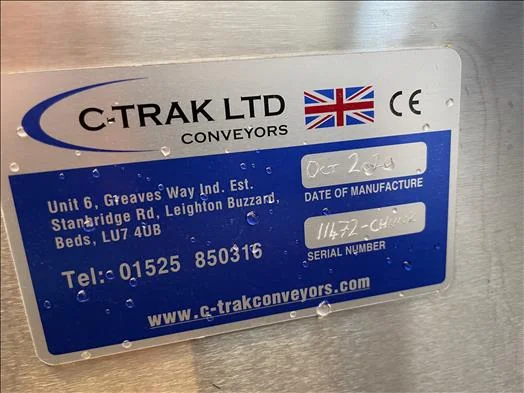 C-TRAK LTD
CONVEYORS
CE
Unit 6, Greaves Way Ind. Est.
Stanbridge Rd, Leighton Buzzard,
Beds, LU7 4UB
Tel: 01525 850316
Oct
DATE OF MANUFACTURE
SERIAL NUMBER
www.c-trakconveyors.com